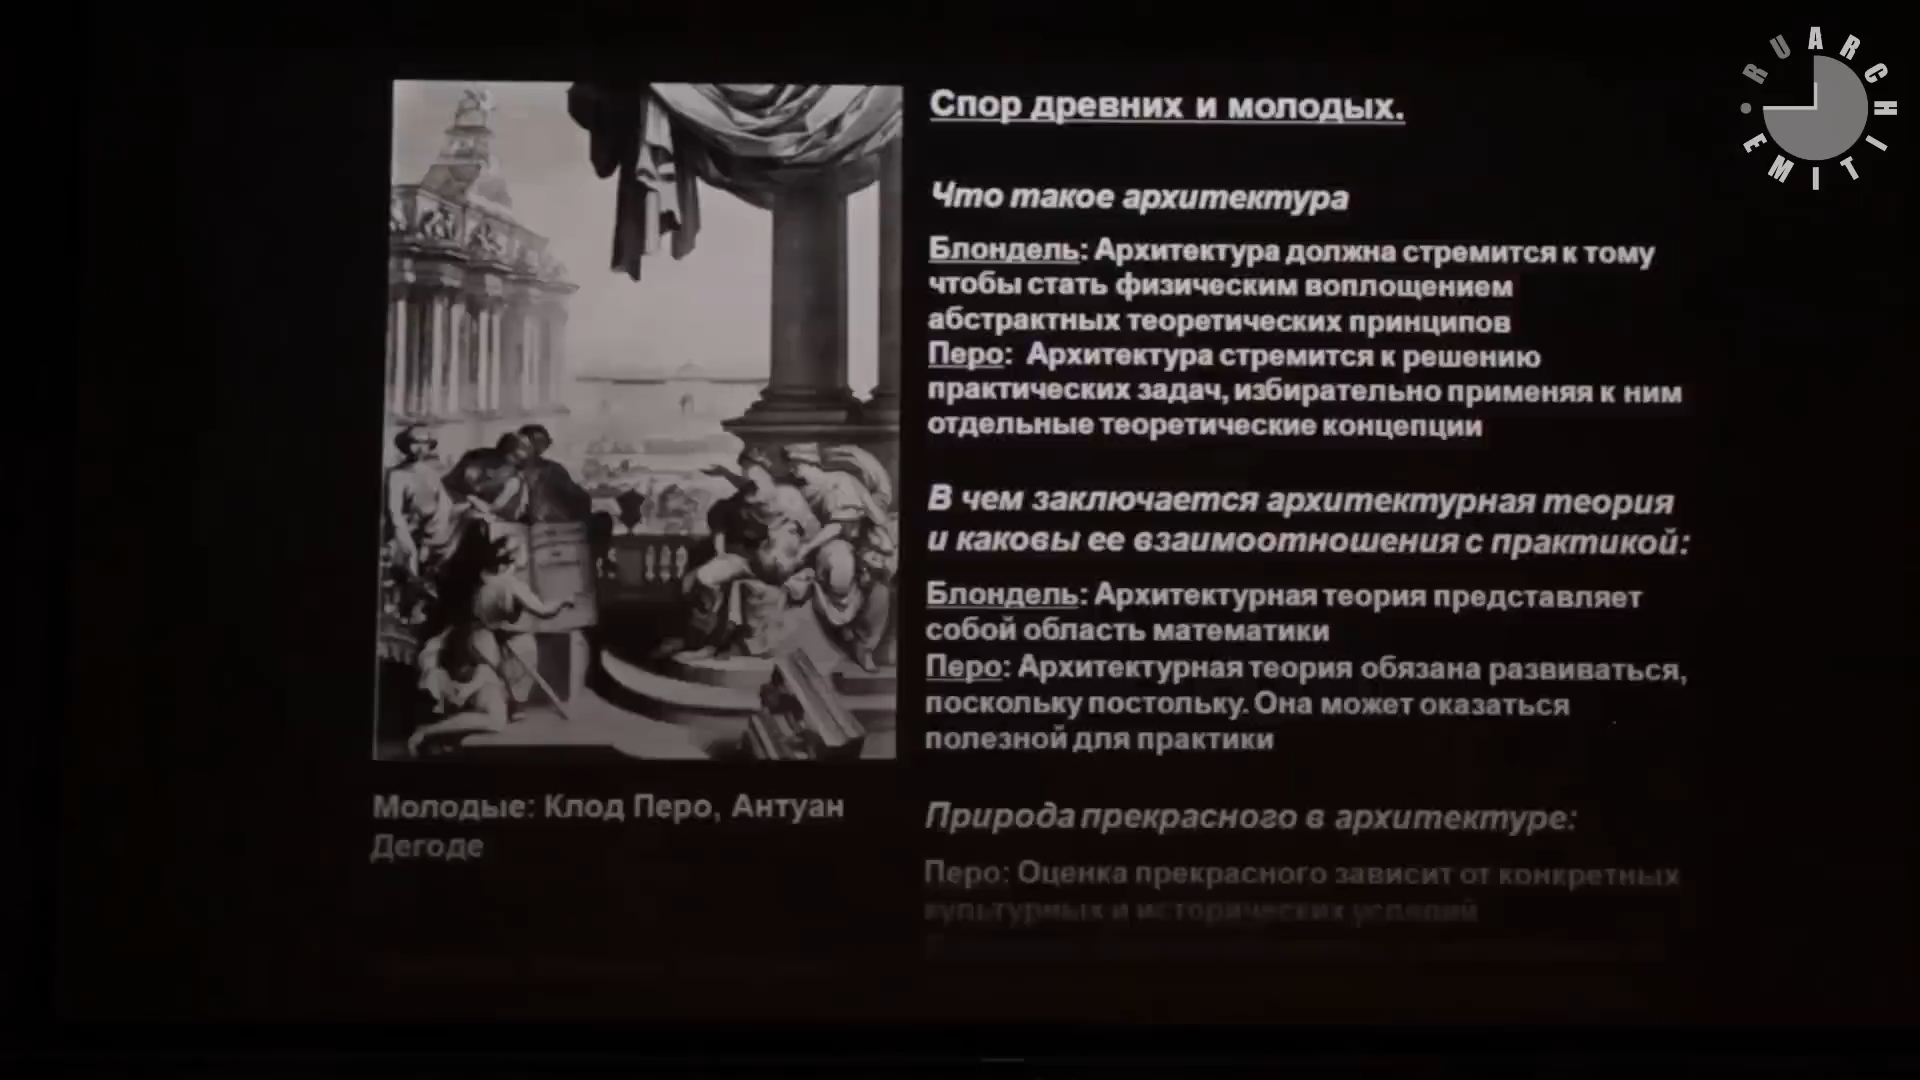 Спор древних и молодых.
Что такое архитектура
Блондель: Архитектура должна стремится к тому
чтобы стать физическим воплощением
абстрактных теоретических принципов
Перо: Архитектура стремится к решению
практических задач, избирательно применяя к ним
отдельные теоретические концепции
В чем заключается архитектурная теория
и каковы ее взаимоотношения с практикой:
Блондель: Архитектурная теория представляет
собой область математики
Перо: Архитектурная теория обязана развиваться,
поскольку постольку. Она может оказаться
полезной для практики
Природа прекрасного в архитектуре:
Перо: Оценка прекрасного зависит от конкретных
культурных и исторических условий
Молодые: Клод Перо, Антуан
Дегоде
ARCHITIME.RU